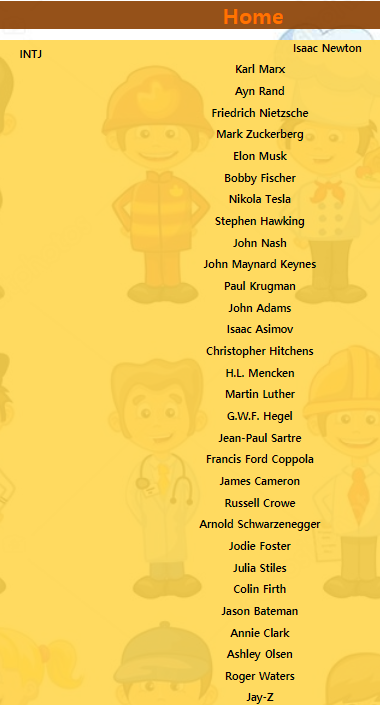 Home
Isaac Newton
INTJ
Karl Marx
Ayn Rand
Friedrich Nietzsche
Mark Zuckerberg
Elon Musk
Bobby Fischer
Nikola Tesla
Stephen Hawking
John Nash
John Maynard Keynes
Paul Krugman
John Adams
Isaac Asimov
Christopher Hitchens
H.L. Mencken
Martin Luther
G.W.F. Hegel
Jean-Paul Sartre
Francis Ford Coppola
James Cameron
Russell Crowe
Arnold Schwarzenegger
Jodie Foster
Julia Stiles
Colin Firth
Jason Bateman
Annie Clark
Ashley Olsen
Roger Waters
Jay-Z